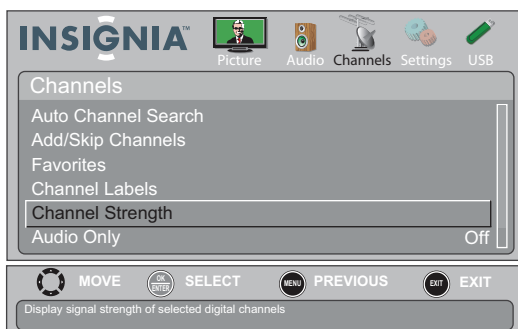 INSIGNIA™
Picture Audio Channels Settings USB
Channels
Auto Channel Search
Add/Skip Channels
Favorites
Channel Labels
Channel Strength
Audio Only Off
MOVE OK ENTER SELECT MENU PREVIOUS EXIT EXIT
Display signal strength of selected digital channels